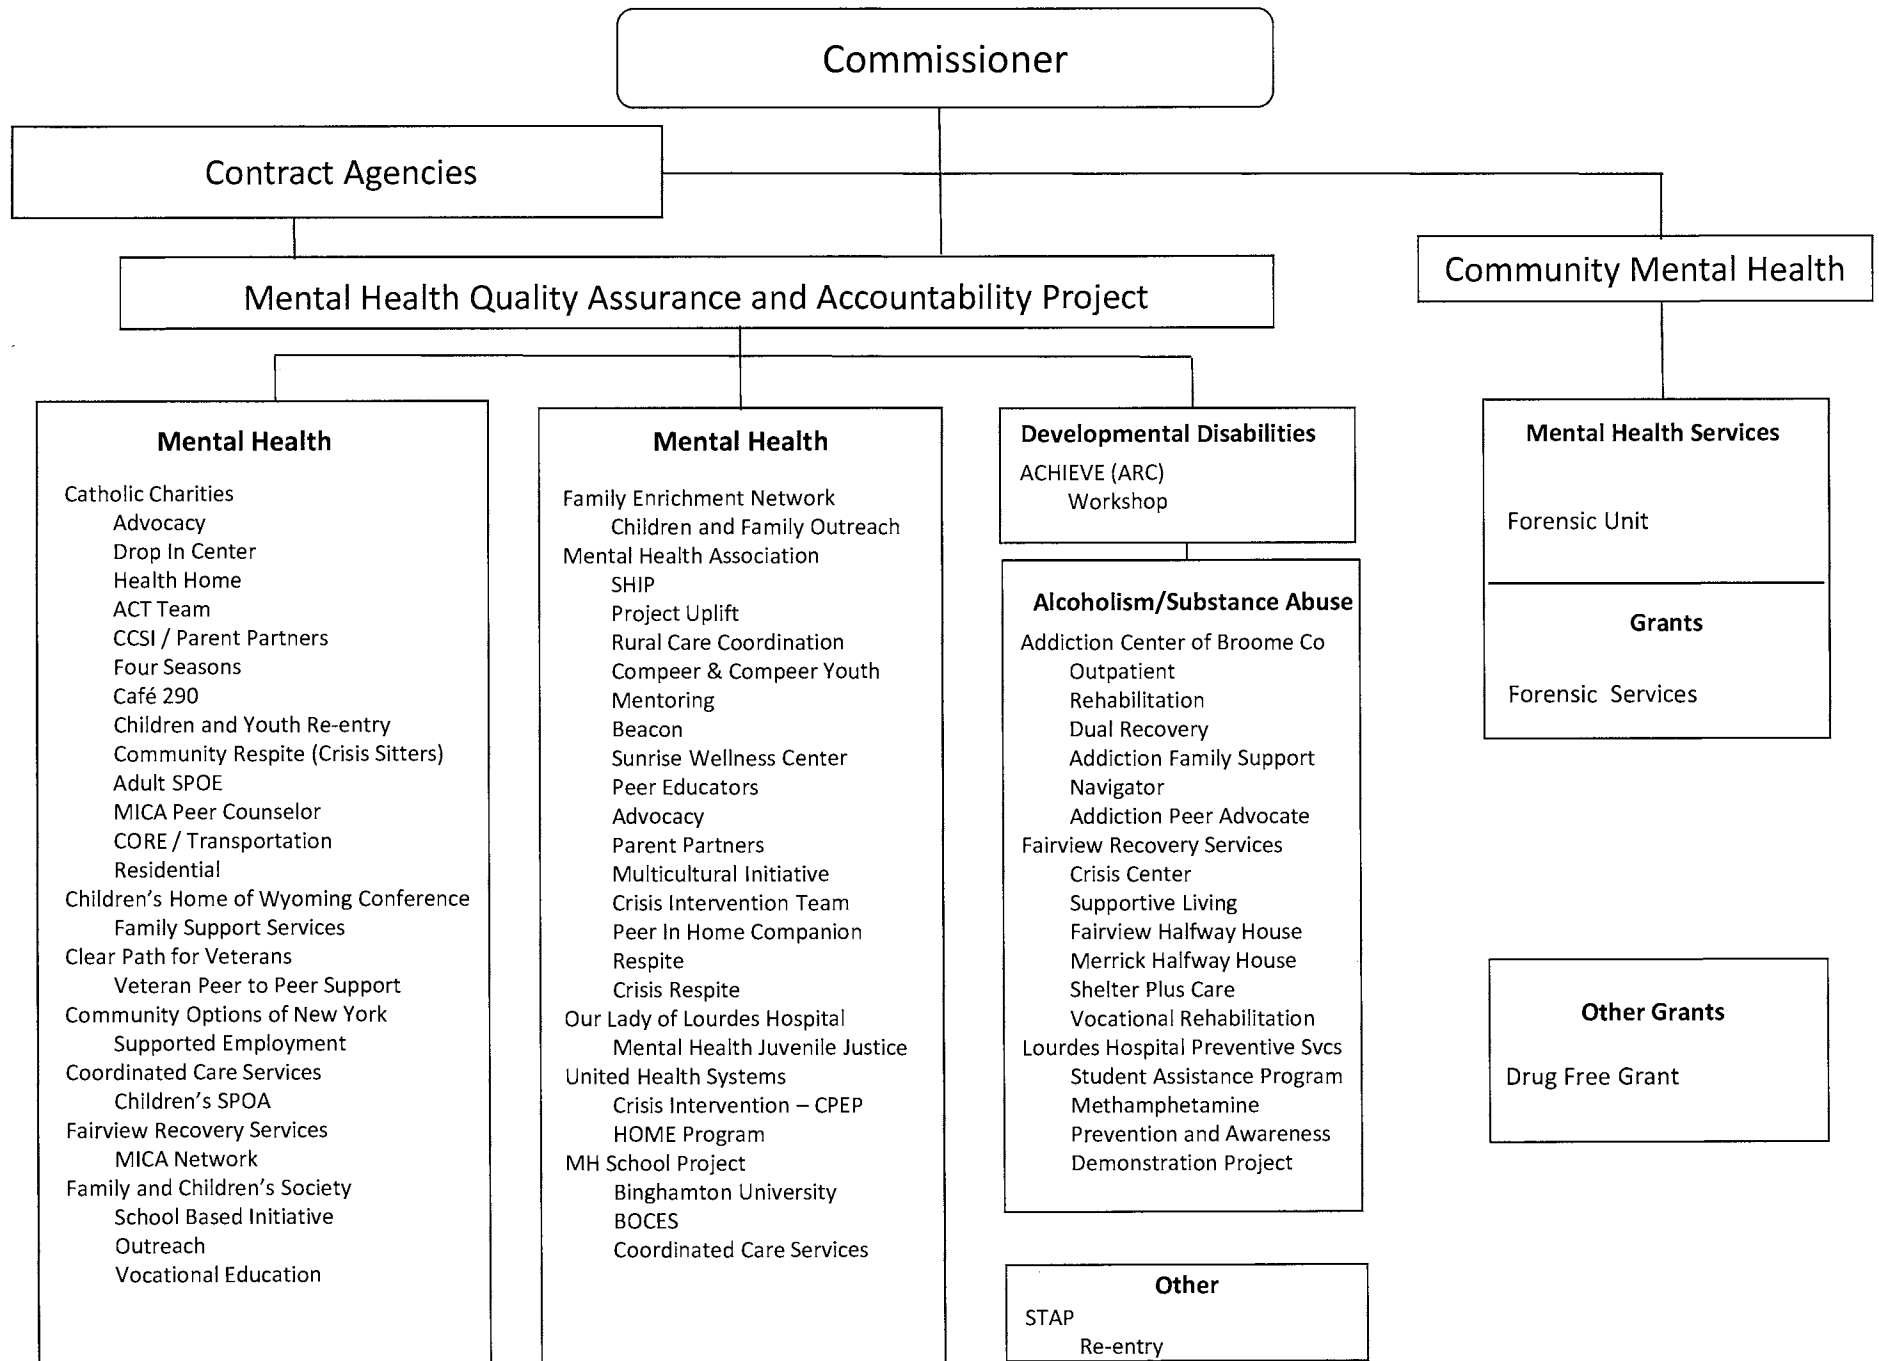 Commissioner
Contract Agencies
Community Mental Health
Mental Health Quality Assurance and Accountability Project
Mental Health
Catholic Charities
Advocacy
Drop In Center
Health Home
ACT Team
CCSI / Parent Partners
Four Seasons
Café 290
Children and Youth Re-entry
Community Respite (Crisis Sitters)
Adult SPOE
MICA Peer Counselor
CORE / Transportation
Residential
Children's Home of Wyoming Conference
Family Support Services
Clear Path for Veterans
Veteran Peer to Peer Support
Community Options of New York
Supported Employment
Coordinated Care Services
Children's SPOA
Fairview Recovery Services
MICA Network
Family and Children's Society
School Based Initiative
Outreach
Vocational Education
Mental Health
Family Enrichment Network
Children and Family Outreach
Mental Health Association
SHIP
Project Uplift
Rural Care Coordination
Compeer & Compeer Youth
Mentoring
Beacon
Sunrise Wellness Center
Peer Educators
Advocacy
Parent Partners
Multicultural Initiative
Crisis Intervention Team
Peer In Home Companion
Respite
Crisis Respite
Our Lady of Lourdes Hospital
Mental Health Juvenile Justice
United Health Systems
Crisis Intervention – CPEP
HOME Program
MH School Project
Binghamton University
BOCES
Coordinated Care Services
Developmental Disabilities
ACHIEVE (ARC)
Workshop
Alcoholism/Substance Abuse
Addiction Center of Broome Co
Outpatient
Rehabilitation
Dual Recovery
Addiction Family Support
Navigator
Addiction Peer Advocate
Fairview Recovery Services
Crisis Center
Supportive Living
Fairview Halfway House
Merrick Halfway House
Shelter Plus Care
Vocational Rehabilitation
Lourdes Hospital Preventive Svcs
Student Assistance Program
Methamphetamine
Prevention and Awareness
Demonstration Project
Other
STAP
Re-entry
Mental Health Services
Forensic Unit
Grants
Forensic Services
Other Grants
Drug Free Grant